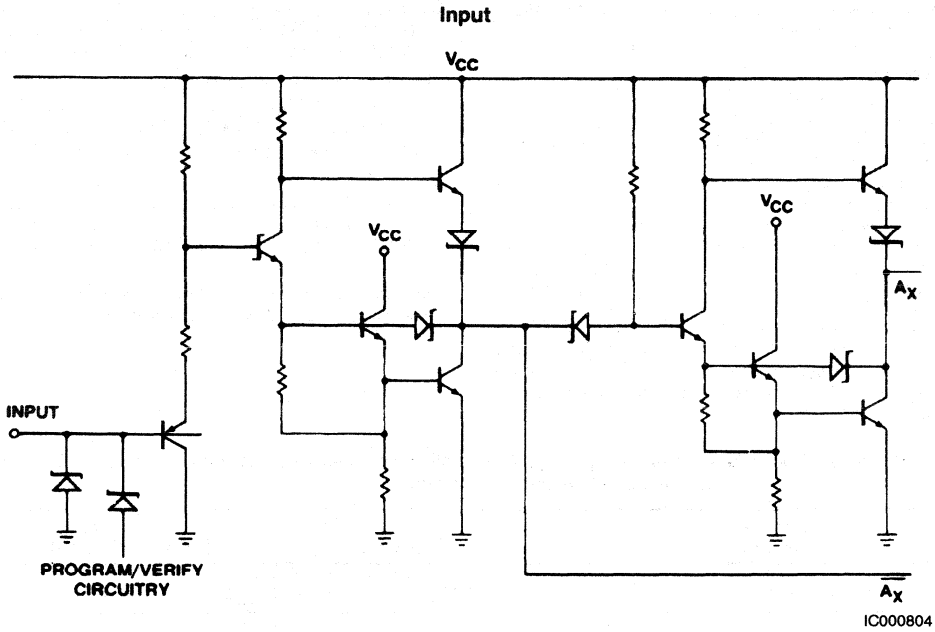 Input
VCC
VCC
VCC
AX
INPUT
PROGRAM/VERIFY
CIRCUITRY
AX
IC000804